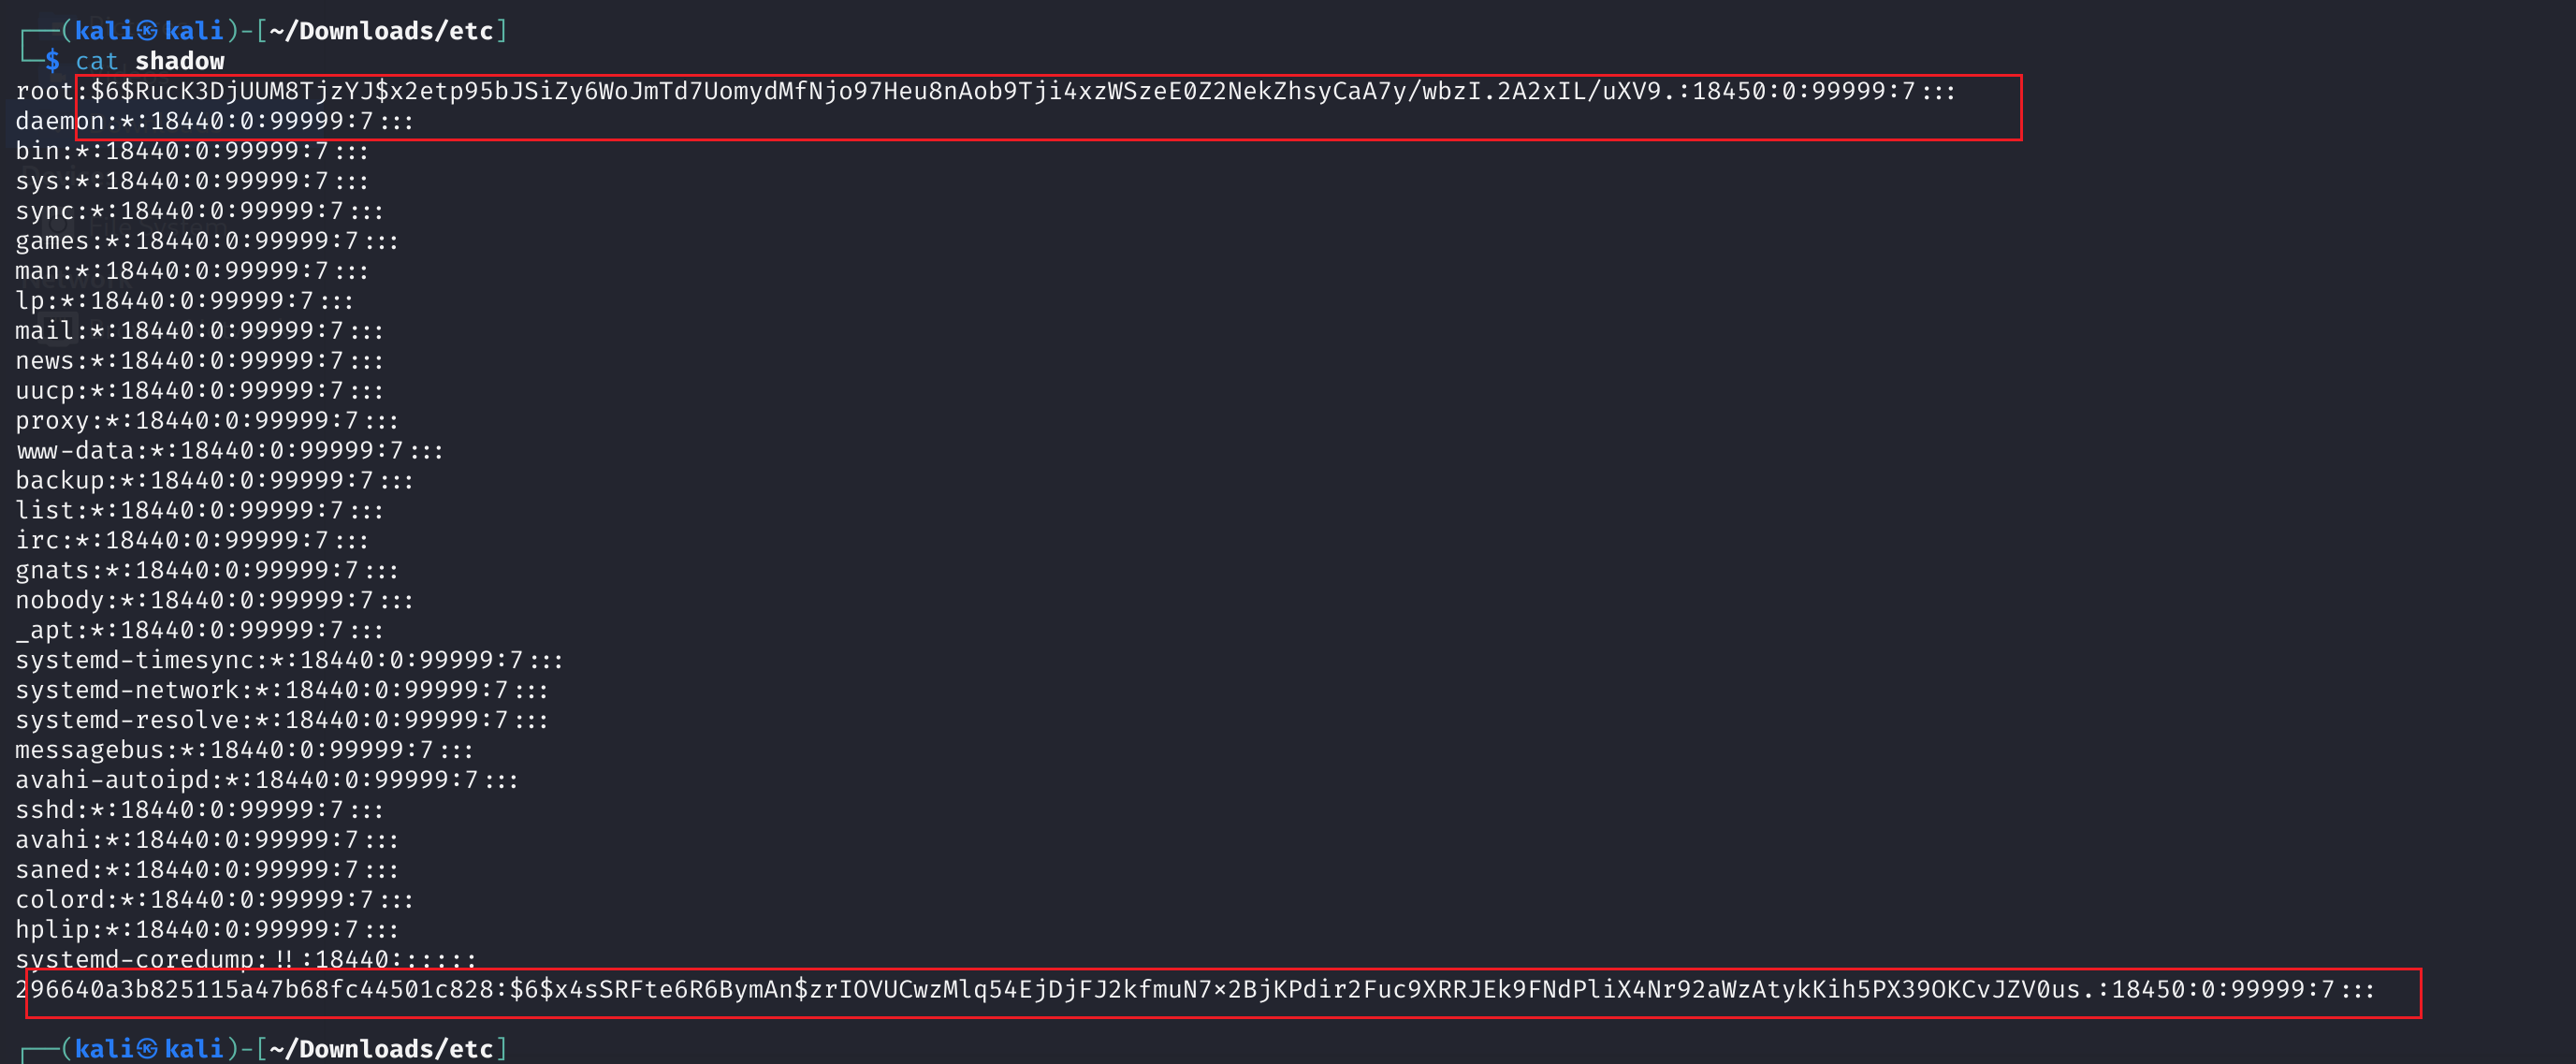 ┌──(kali㉿kali)-[~/Downloads/etc]
└─$ cat shadow
root:$6$RucK3DjUUM8TjzYJ$x2etp95bJSiZy6WoJmTd7UomydMfNjo97Heu8nAob9Tji4xzWSzeE0Z2NekZhsyCaA7y/wbzI.2A2xIL/uXV9.:18450:0:99999:7:::
daemon:*:18440:0:99999:7:::
bin:*:18440:0:99999:7:::
sys:*:18440:0:99999:7:::
sync:*:18440:0:99999:7:::
games:*:18440:0:99999:7:::
man:*:18440:0:99999:7:::
lp:*:18440:0:99999:7:::
mail:*:18440:0:99999:7:::
news:*:18440:0:99999:7:::
uucp:*:18440:0:99999:7:::
proxy:*:18440:0:99999:7:::
www-data:*:18440:0:99999:7:::
backup:*:18440:0:99999:7:::
list:*:18440:0:99999:7:::
irc:*:18440:0:99999:7:::
gnats:*:18440:0:99999:7:::
nobody:*:18440:0:99999:7:::
_apt:*:18440:0:99999:7:::
systemd-timesync:*:18440:0:99999:7:::
systemd-network:*:18440:0:99999:7:::
systemd-resolve:*:18440:0:99999:7:::
messagebus:*:18440:0:99999:7:::
avahi-autoipd:*:18440:0:99999:7:::
sshd:*:18440:0:99999:7:::
avahi:*:18440:0:99999:7:::
saned:*:18440:0:99999:7:::
colord:*:18440:0:99999:7:::
hplip:*:18440:0:99999:7:::
systemd-coredump:!!:18440::::::
296640a3b825115a47b68fc44501c828:$6$x4sSRFte6R6BymAn$zrIOVUCwzMlq54EjDjFJ2kfmuN7x2BjKPdir2Fuc9XRRJEk9FNdPliX4Nr92aWzAtykKih5PX39OKCvJZV0us.:18450:0:99999:7:::
┌──(kali㉿kali)-[~/Downloads/etc]